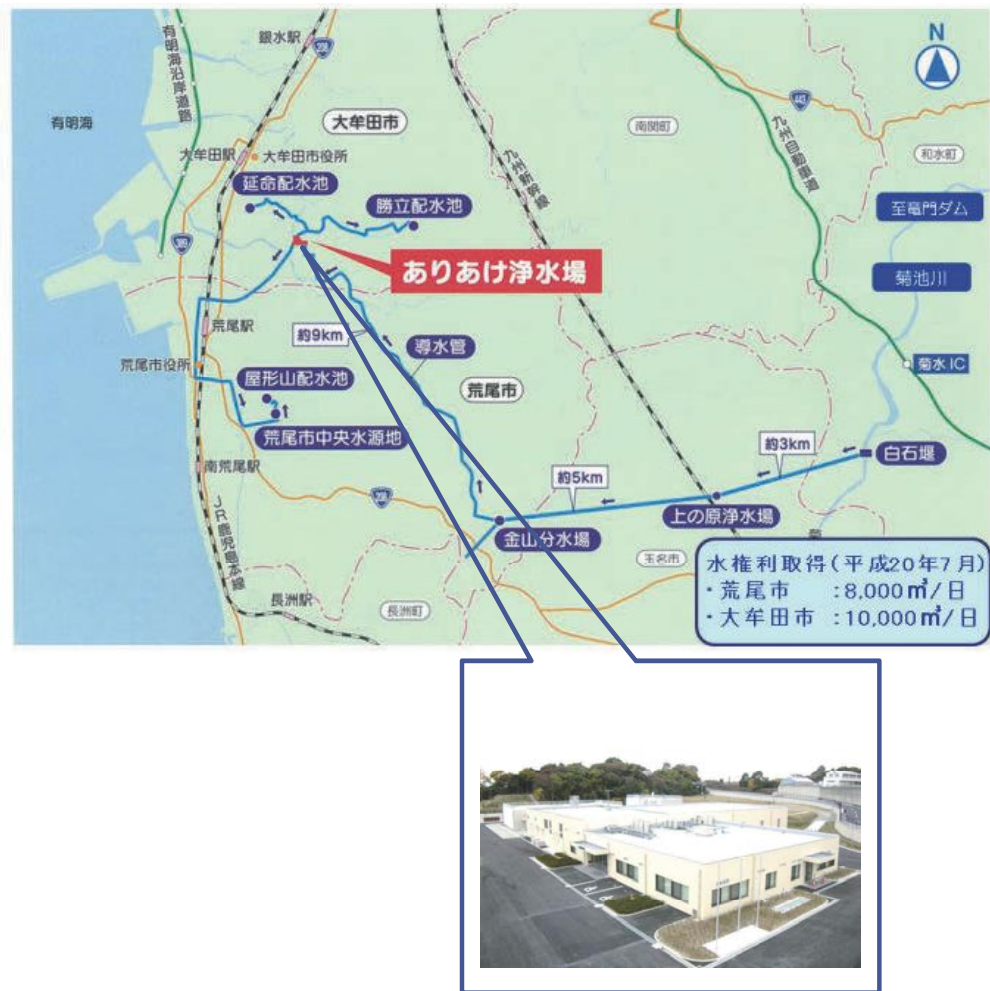 N
有明海沿岸道路
銀水駅
208
443
有明海
大牟田市
南関町
九州自動車道
和水町
大牟田駅
大牟田市役所
九州新幹線
延命配水池
勝立配水池
至竜門ダム
389
ありあけ浄水場
菊池川
荒尾駅
約9km
導水管
荒尾市役所
菊水IC
屋形山配水池
荒尾市
荒尾市中央水源地
約3km
白石堰
南荒尾駅
約5km
208
上の原浄水場
金山分水場
JR鹿児島本線
玉名市
長洲駅
長洲町
水権利取得(平成20年7月)
・荒尾市 :8,000㎥/日
・大牟田市 :10,000㎥/日